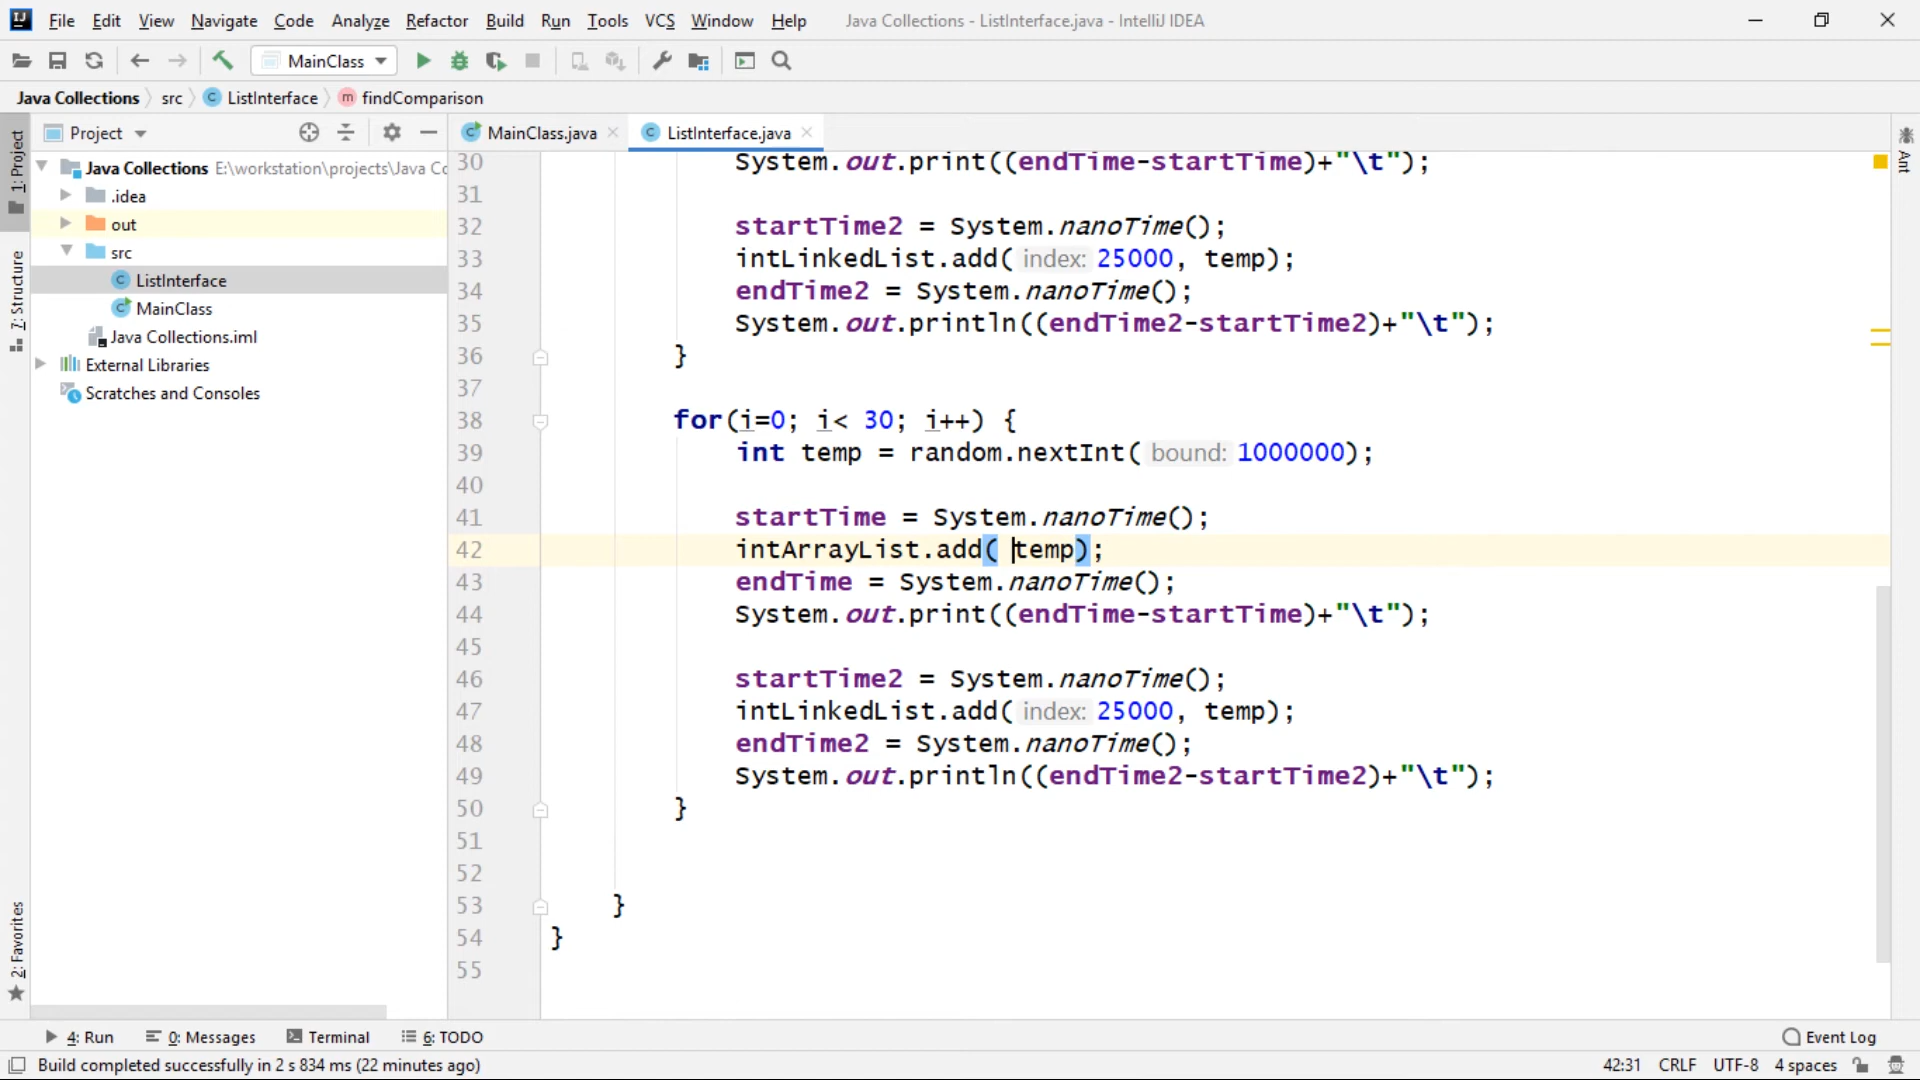 File Edit View Navigate Code Analyze Refactor Build Run Tools VCS Window Help Java Collections - ListInterface.java - IntelliJ IDEA
MainClass
Java Collections src ListInterface findComparison
Project MainClass.java ListInterface.java
1: Project
7: Structure
2: Favorites
Ant
Java Collections E:\workstation\projects\Java Co
.idea
out
src
ListInterface
MainClass
Java Collections.iml
External Libraries
Scratches and Consoles
30 System.out.print((endTime-startTime)+"\t");
31
32 startTime2 = System.nanoTime();
33 intLinkedList.add( index: 25000, temp);
34 endTime2 = System.nanoTime();
35 System.out.println((endTime2-startTime2)+"\t");
36 }
37
38 for(i=0; i< 30; i++) {
39 int temp = random.nextInt( bound: 1000000);
40
41 startTime = System.nanoTime();
42 intArrayList.add( temp);
43 endTime = System.nanoTime();
44 System.out.print((endTime-startTime)+"\t");
45
46 startTime2 = System.nanoTime();
47 intLinkedList.add( index: 25000, temp);
48 endTime2 = System.nanoTime();
49 System.out.println((endTime2-startTime2)+"\t");
50 }
51
52
53 }
54 }
55
4: Run 0: Messages Terminal 6: TODO Event Log
Build completed successfully in 2 s 834 ms (22 minutes ago) 42:31 CRLF UTF-8 4 spaces